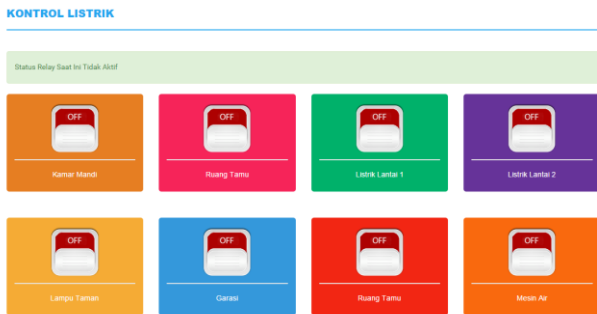 KONTROL LISTRIK
Status Relay Saat Ini Tidak Aktif
OFF OFF OFF OFF
Kamar Mandi Ruang Tamu Listrik Lantai 1 Listrik Lantai 2
OFF OFF OFF OFF
Lampu Taman Garasi Ruang Tamu Mesin Air